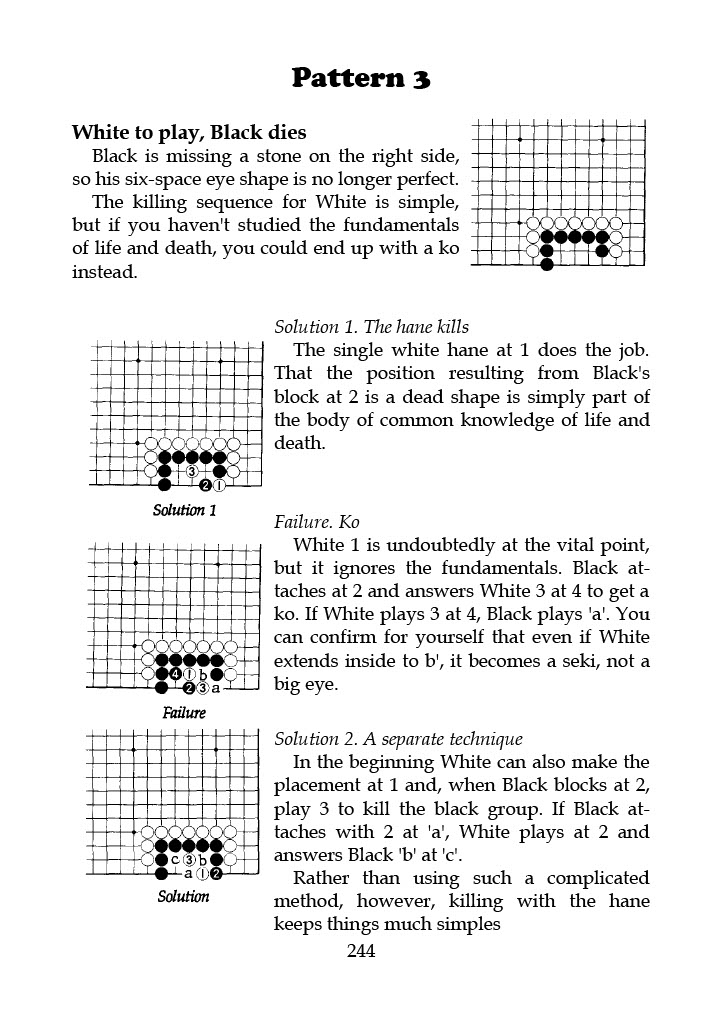 Pattern 3
White to play, Black dies
Black is missing a stone on the right side,
so his six-space eye shape is no longer perfect.
The killing sequence for White is simple,
but if you haven't studied the fundamentals
of life and death, you could end up with a ko
instead.
Solution 1. The hane kills
The single white hane at 1 does the job.
That the position resulting from Black's
block at 2 is a dead shape is simply part of
the body of common knowledge of life and
death.
3
2 1
Solution 1
Failure. Ko
White 1 is undoubtedly at the vital point,
but it ignores the fundamentals. Black at-
taches at 2 and answers White 3 at 4 to get a
ko. If White plays 3 at 4, Black plays 'a'. You
can confirm for yourself that even if White
extends inside to b', it becomes a seki, not a
big eye.
4 1 b
2 3 a
Failure
Solution 2. A separate technique
In the beginning White can also make the
placement at 1 and, when Black blocks at 2,
play 3 to kill the black group. If Black at-
taches with 2 at 'a', White plays at 2 and
answers Black 'b' at 'c'.
Rather than using such a complicated
method, however, killing with the hane
keeps things much simples
c 3 b
a 1 2
Solution
244